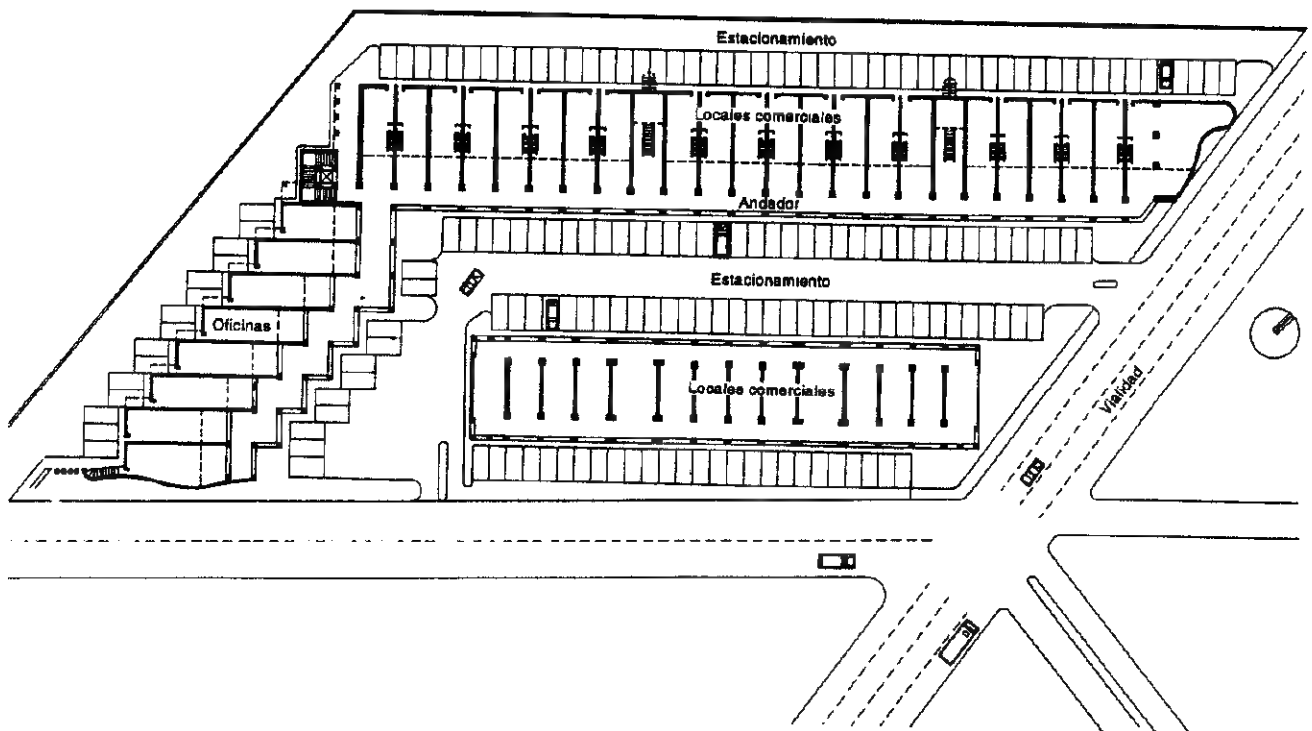 Estacionamiento
Locales comerciales
Andador
Estacionamiento
Oficinas
Locales comerciales
Vialidad